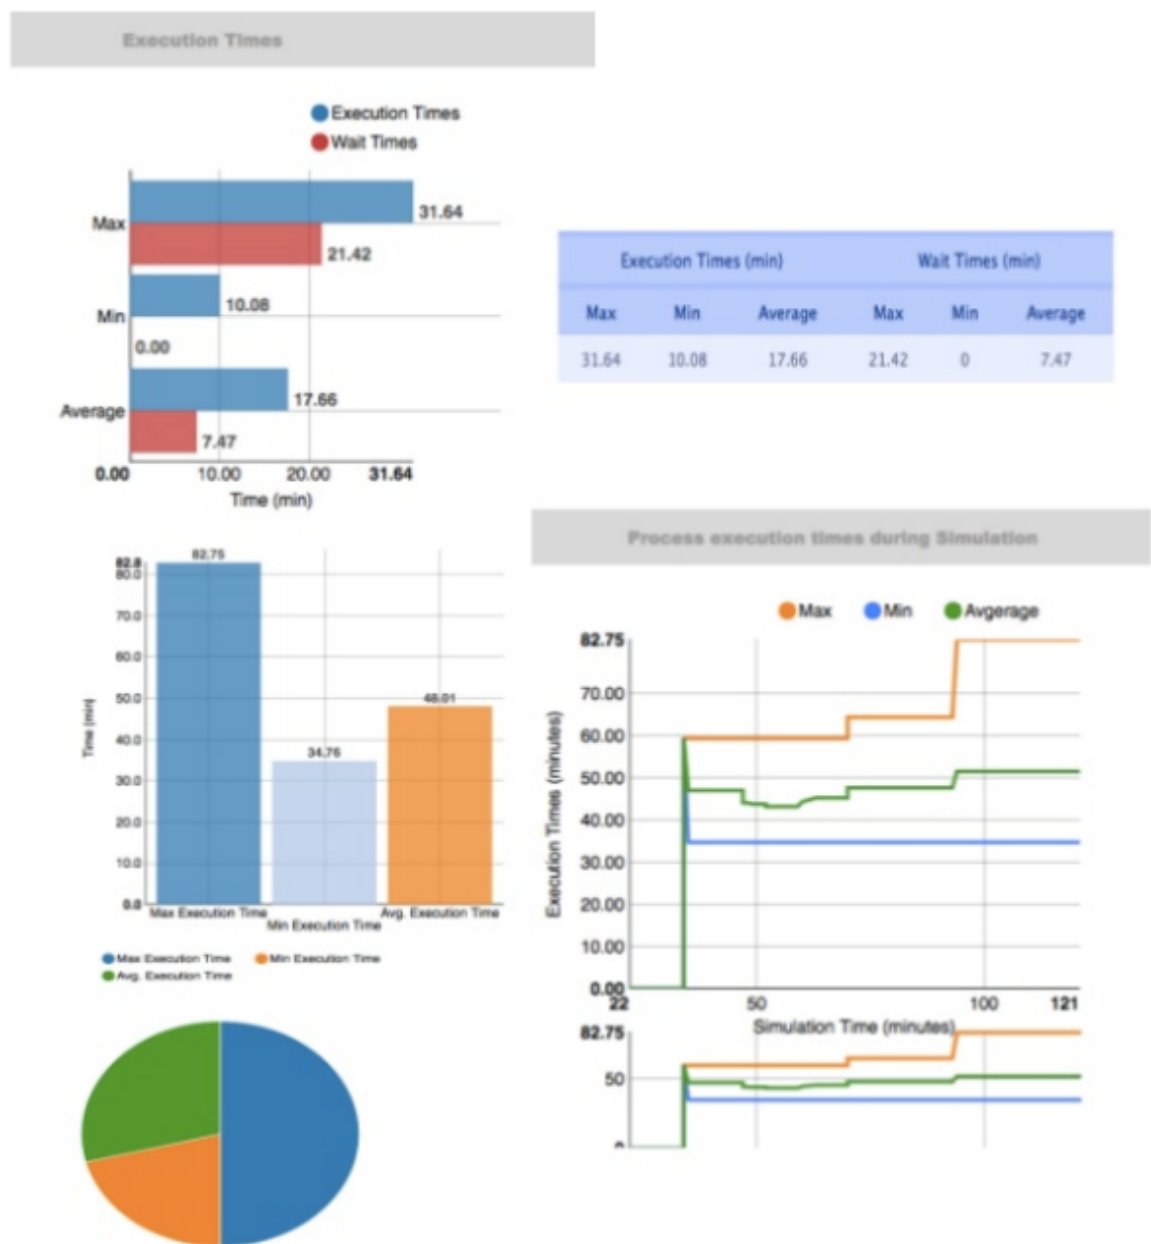 Execution Times
Execution Times
Wait Times
Max
31.64
21.42
Min
10.08
0.00
Average
17.66
7.47
0.00 10.00 20.00 31.64
Time (min)
Execution Times (min) Wait Times (min)
Max Min Average Max Min Average
31.64 10.08 17.66 21.42 0 7.47
82.75
82.8
80.0
70.0
60.0
50.0
40.0
30.0
20.0
10.0
0.0
Time (min)
34.76
48.01
Max Execution Time
Min Execution Time
Avg. Execution Time
Max Execution Time Min Execution Time
Avg. Execution Time
Process execution times during Simulation
Max Min Avgerage
82.75
70.00
60.00
50.00
40.00
30.00
20.00
10.00
0.00
Execution Times (minutes)
22 50 100 121
Simulation Time (minutes)
82.75
50
0